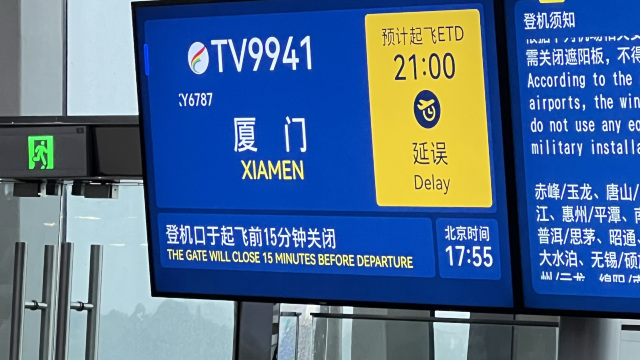 TV9941
:Y6787
厦门
XIAMEN
预计起飞ETD
21:00
延误
Delay
登机口于起飞前15分钟关闭
THE GATE WILL CLOSE 15 MINUTES BEFORE DEPARTURE
北京时间
17:55
登机须知
需关闭遮阳板，不得
According to the
airports, the win
do not use any eq
military installa
赤峰/玉龙、唐山/
江、惠州/平潭、南
普洱/思茅、昭通、
大水泊、无锡/硕